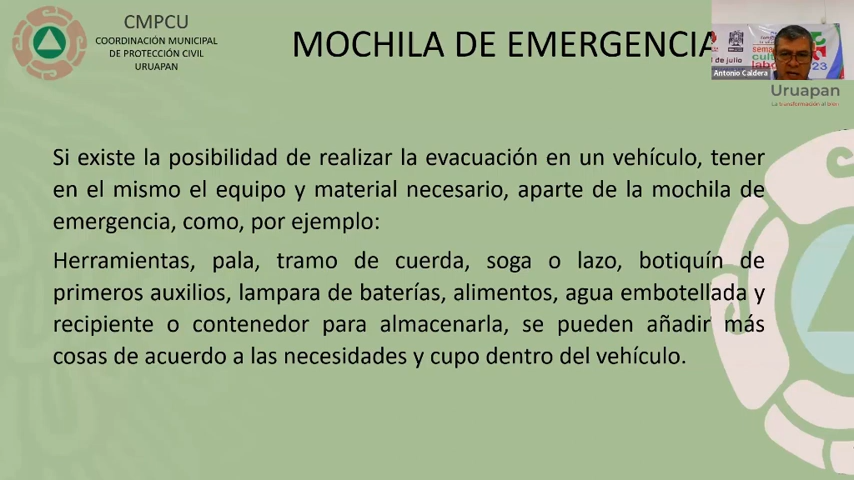 CMPCU
COORDINACIÓN MUNICIPAL
DE PROTECCIÓN CIVIL
URUAPAN
MOCHILA DE EMERGENCIA
de julio
Antonio Caldera
Uruapan
Si existe la posibilidad de realizar la evacuación en un vehículo, tener
en el mismo el equipo y material necesario, aparte de la mochila de
emergencia, como, por ejemplo:
Herramientas, pala, tramo de cuerda, soga o lazo, botiquín de
primeros auxilios, lampara de baterías, alimentos, agua embotellada y
recipiente o contenedor para almacenarla, se pueden añadir más
cosas de acuerdo a las necesidades y cupo dentro del vehículo.